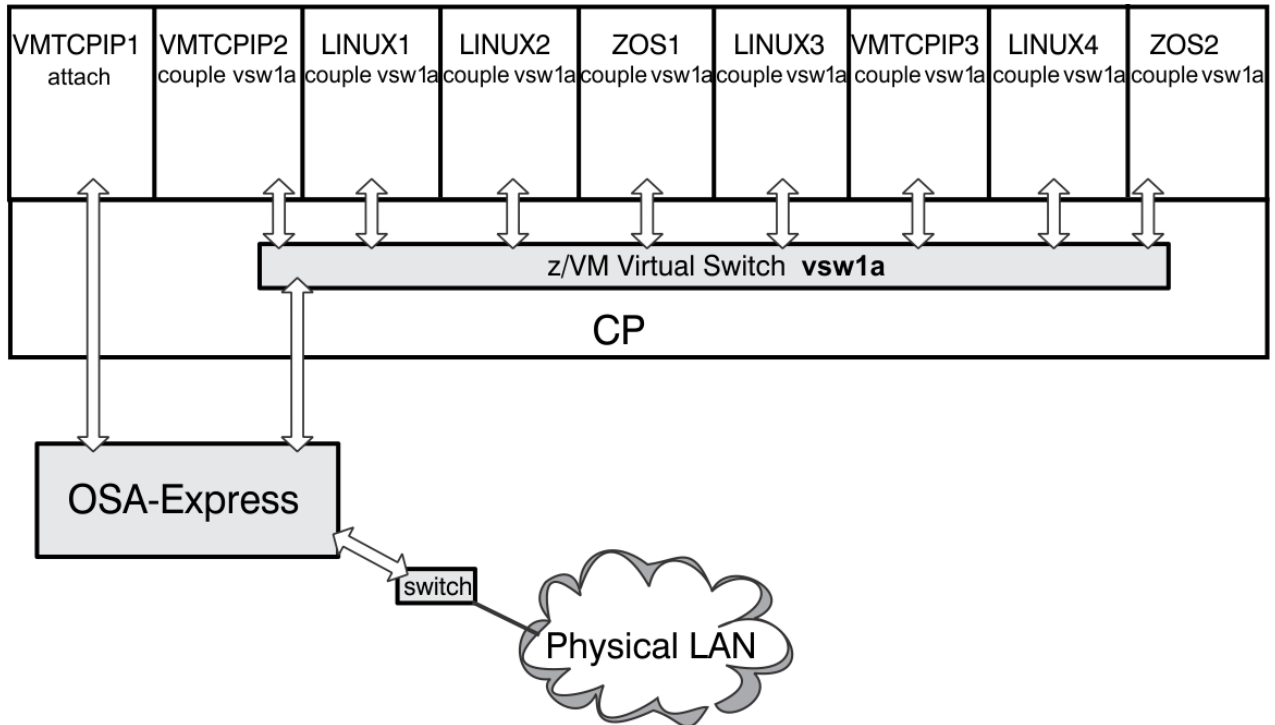 VMTCPIP1 VMTCPIP2 LINUX1 LINUX2 ZOS1 LINUX3 VMTCPIP3 LINUX4 ZOS2
attach couple vsw1a couple vsw1a couple vsw1a couple vsw1a couple vsw1a couple vsw1a couple vsw1a couple vsw1a
z/VM Virtual Switch vsw1a
CP
OSA-Express
switch
Physical LAN